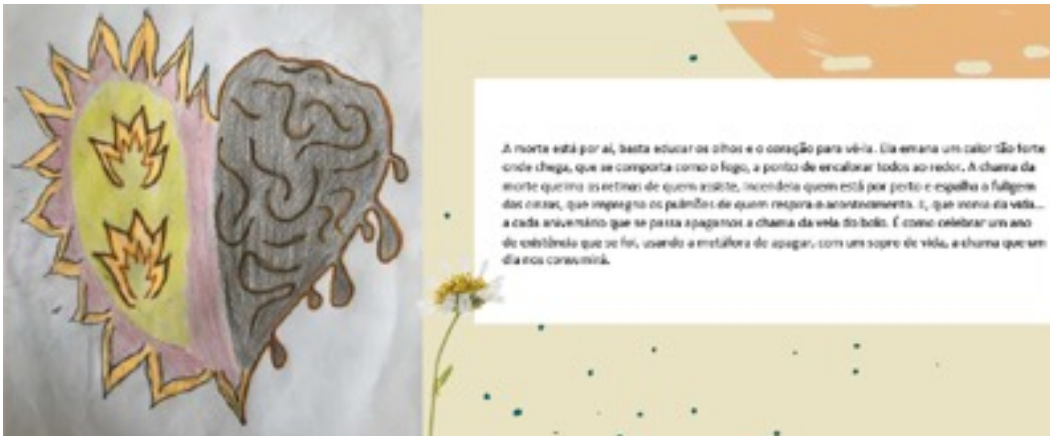 A morte está por aí, basta educar os olhos e o coração para vê-la. Ela emana um calor tão forte
onde chega, que se comporta como o fogo, a ponto de encalorar todos ao redor. A chama da
morte queima as retinas de quem assiste, incendeia quem está por perto e espalha a fuligem
das cinzas, que impregna os pulmões de quem respira o acontecimento. E, que ironia da vida...
a cada aniversário que se passa apagamos a chama da vela do bolo. É como celebrar um ano
de existência que se foi, usando a metáfora de apagar, com um sopro de vida, a chama que um
dia nos consumirá.